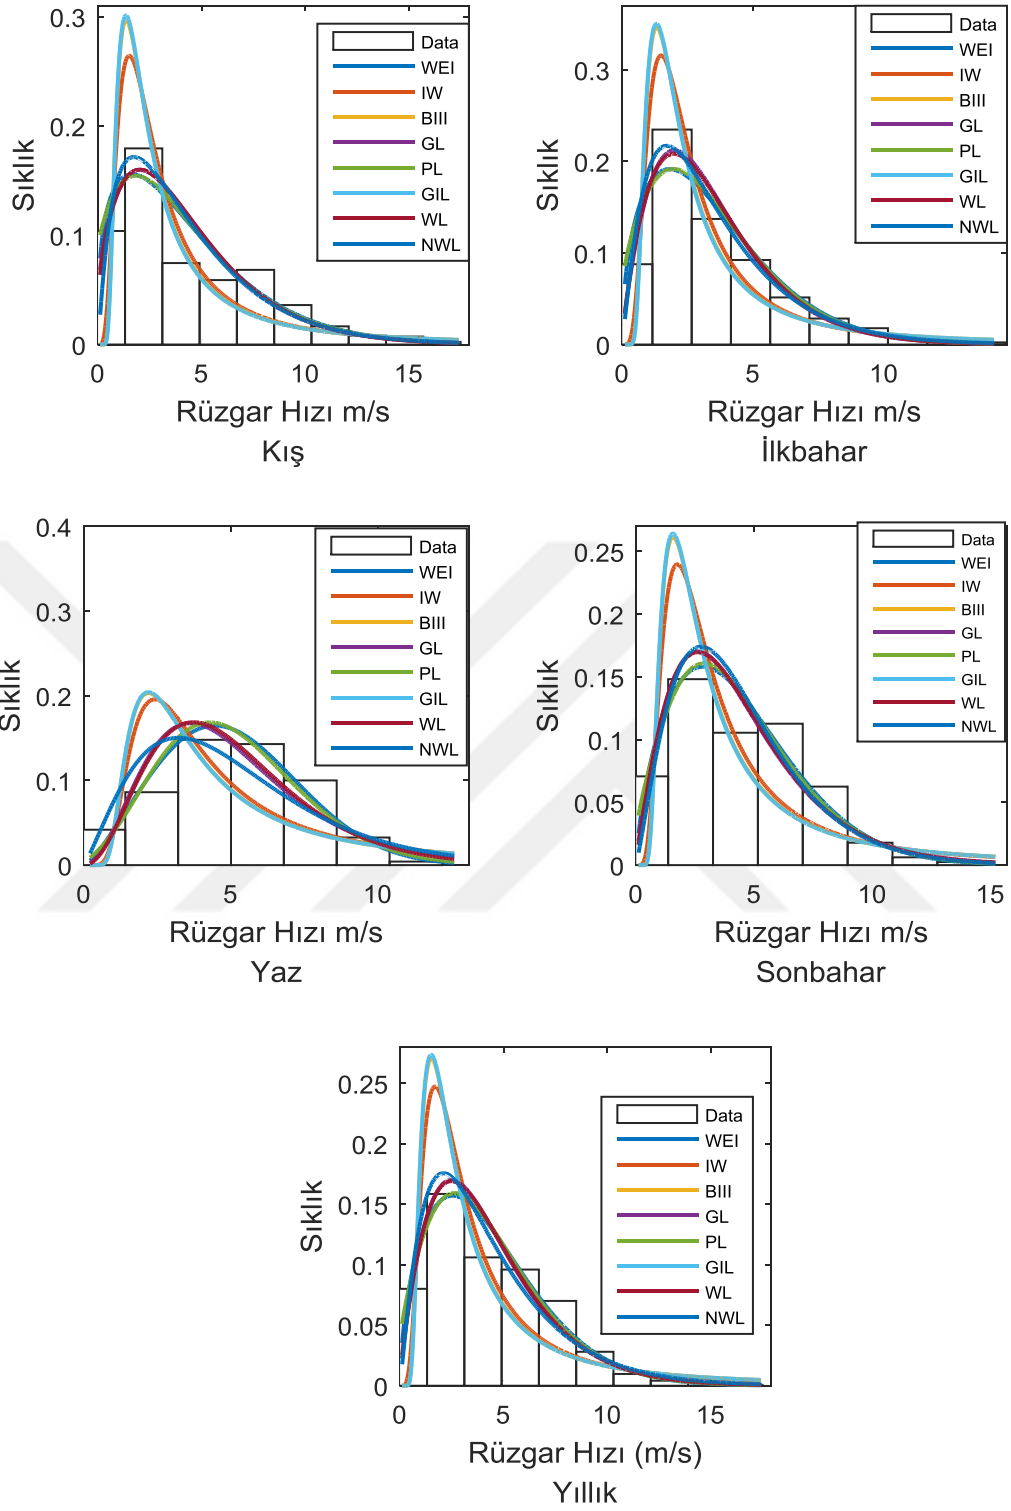 0.3
0.2
0.1
0
Sıklık
0 5 10 15
Rüzgar Hızı m/s
Kış
Data
WEI
IW
BIII
GL
PL
GIL
WL
NWL
0.3
0.2
0.1
0
Sıklık
0 5 10
Rüzgar Hızı m/s
İlkbahar
Data
WEI
IW
BIII
GL
PL
GIL
WL
NWL
0.4
0.3
0.2
0.1
0
Sıklık
0 5 10
Rüzgar Hızı m/s
Yaz
Data
WEI
IW
BIII
GL
PL
GIL
WL
NWL
0.25
0.2
0.15
0.1
0.05
0
Sıklık
0 5 10 15
Rüzgar Hızı m/s
Sonbahar
Data
WEI
IW
BIII
GL
PL
GIL
WL
NWL
0.25
0.2
0.15
0.1
0.05
0
Sıklık
0 5 10 15
Rüzgar Hızı (m/s)
Yıllık
Data
WEI
IW
BIII
GL
PL
GIL
WL
NWL